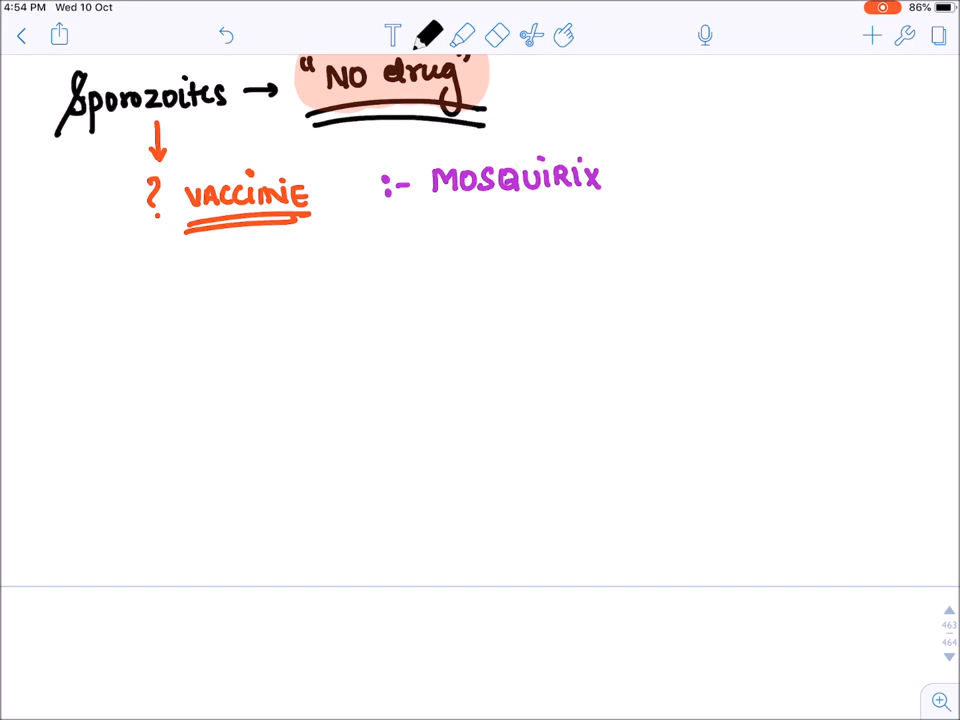 4:54 PM Wed 10 Oct 86%
T
Sporozoites → "No drug"
? VACCINE :- MOSQUIRIX
463
464